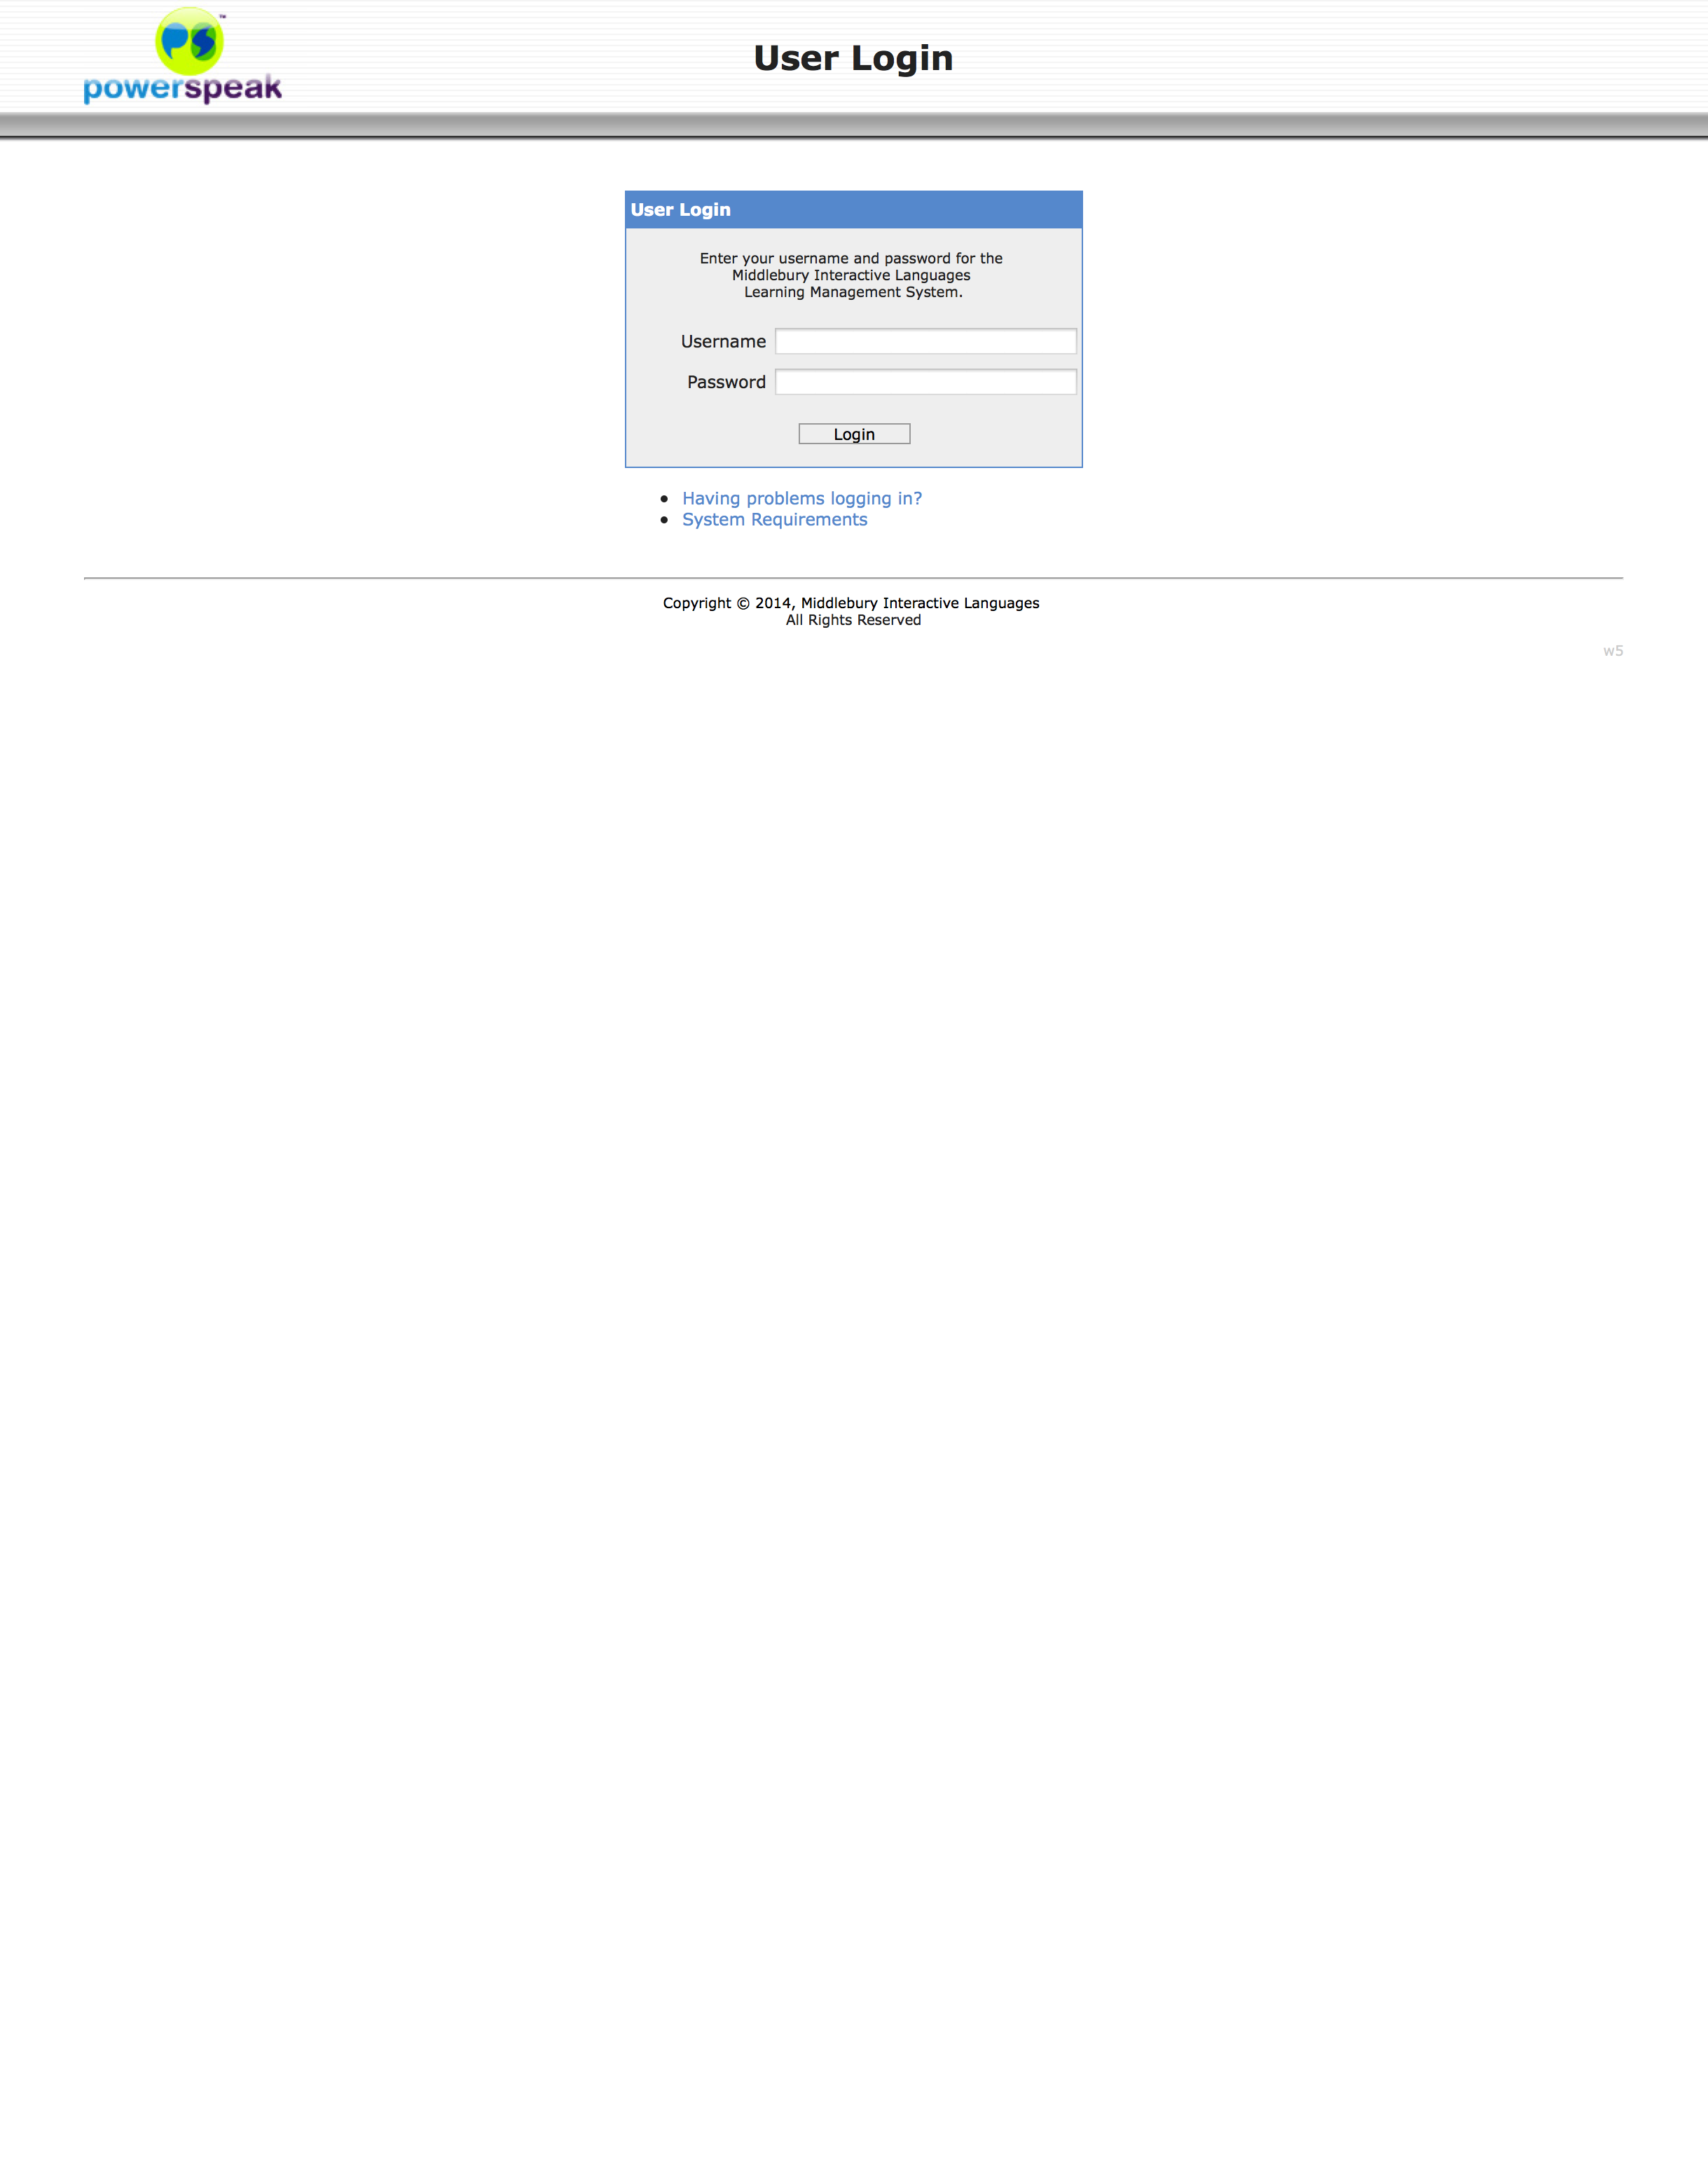 PS™
powerspeak
User Login
User Login
Enter your username and password for the
Middlebury Interactive Languages
Learning Management System.
Username
Password
Login
Having problems logging in?
System Requirements
Copyright © 2014, Middlebury Interactive Languages
All Rights Reserved
w5